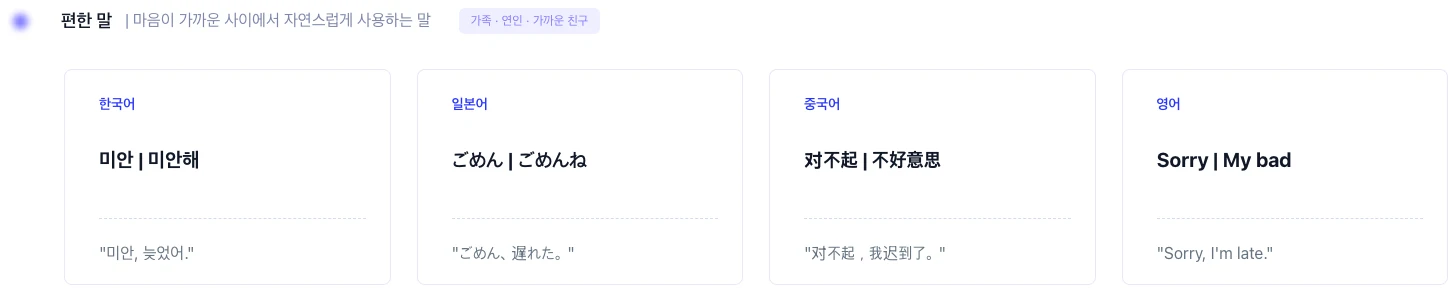 편한 말 | 마음이 가까운 사이에서 자연스럽게 사용하는 말 가족 · 연인 · 가까운 친구
한국어
미안 | 미안해
"미안, 늦었어."
일본어
ごめん | ごめんね
"ごめん、遅れた。"
중국어
对不起 | 不好意思
"对不起，我迟到了。"
영어
Sorry | My bad
"Sorry, I'm late."